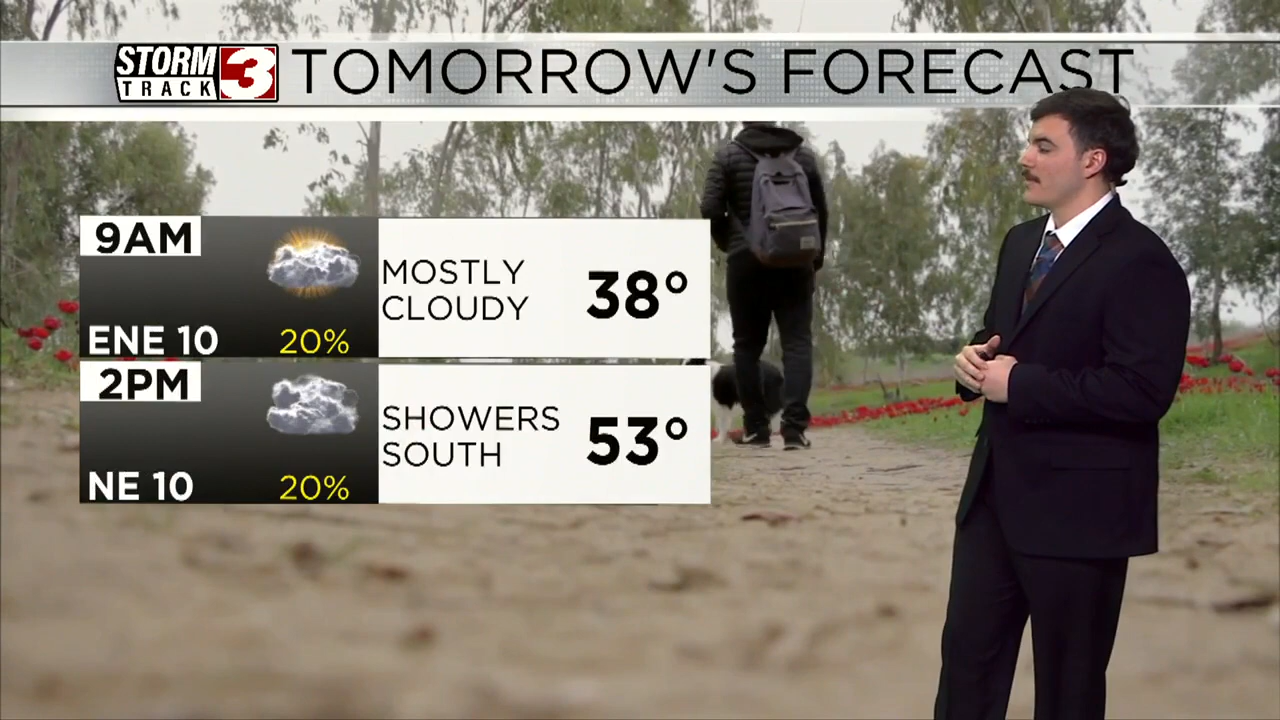 STORM
TRACK
3
TOMORROW'S FORECAST
9AM
ENE 10
20%
MOSTLY
CLOUDY
38°
2PM
NE 10
20%
SHOWERS
SOUTH
53°